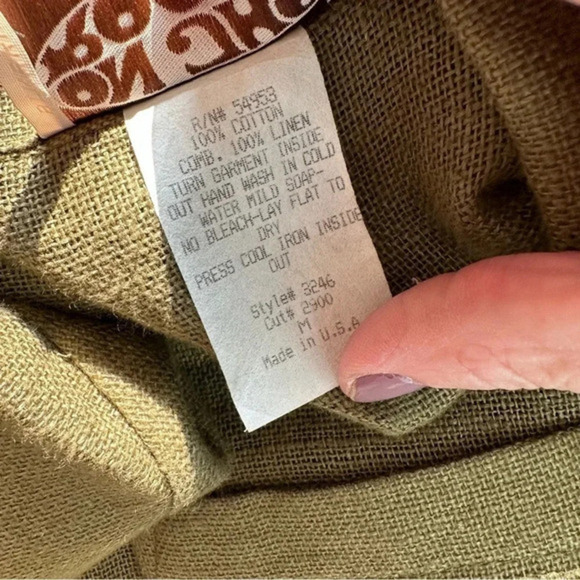 R/N# 54953
100% COTTON
COMB. 100% LINEN
TURN GARMENT INSIDE
OUT HAND WASH IN COLD
WATER MILD SOAP-
NO BLEACH-LAY FLAT TO
DRY
PRESS COOL IRON INSIDE
OUT
Style# 3246
Cut# 2900
M
Made in U.S.A